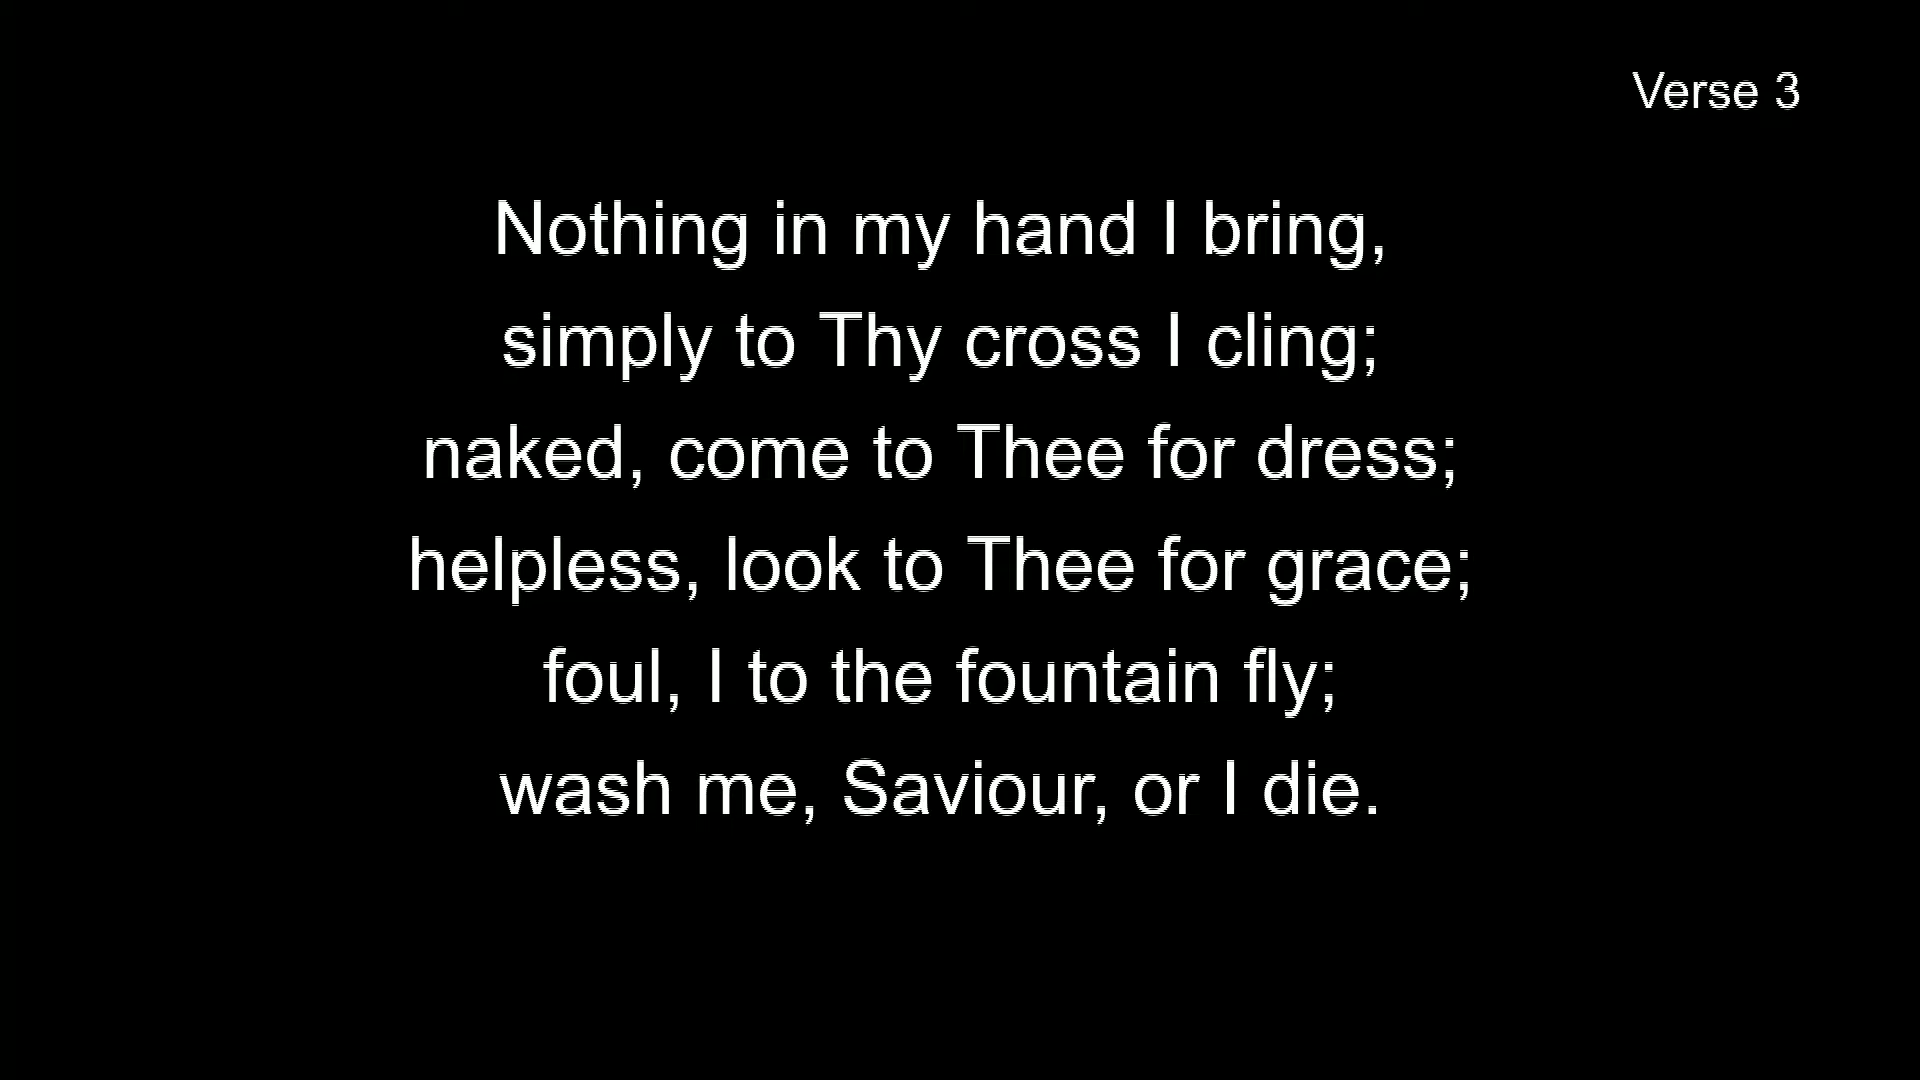 Verse 3
Nothing in my hand I bring,
simply to Thy cross I cling;
naked, come to Thee for dress;
helpless, look to Thee for grace;
foul, I to the fountain fly;
wash me, Saviour, or I die.